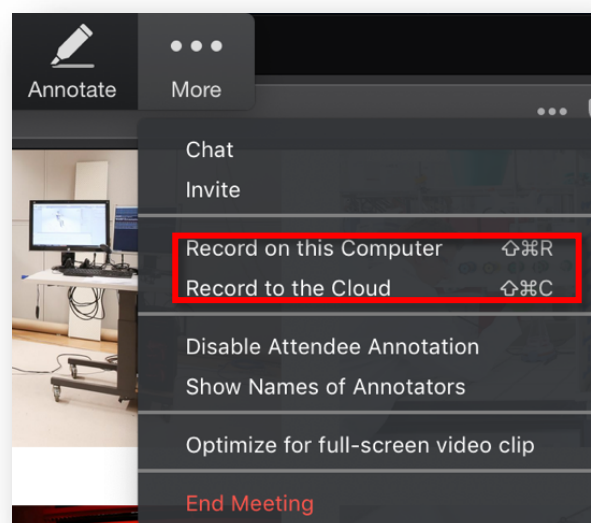 Annotate
More
Chat
Invite
Record on this Computer ⇧⌘R
Record to the Cloud ⇧⌘C
Disable Attendee Annotation
Show Names of Annotators
Optimize for full-screen video clip
End Meeting